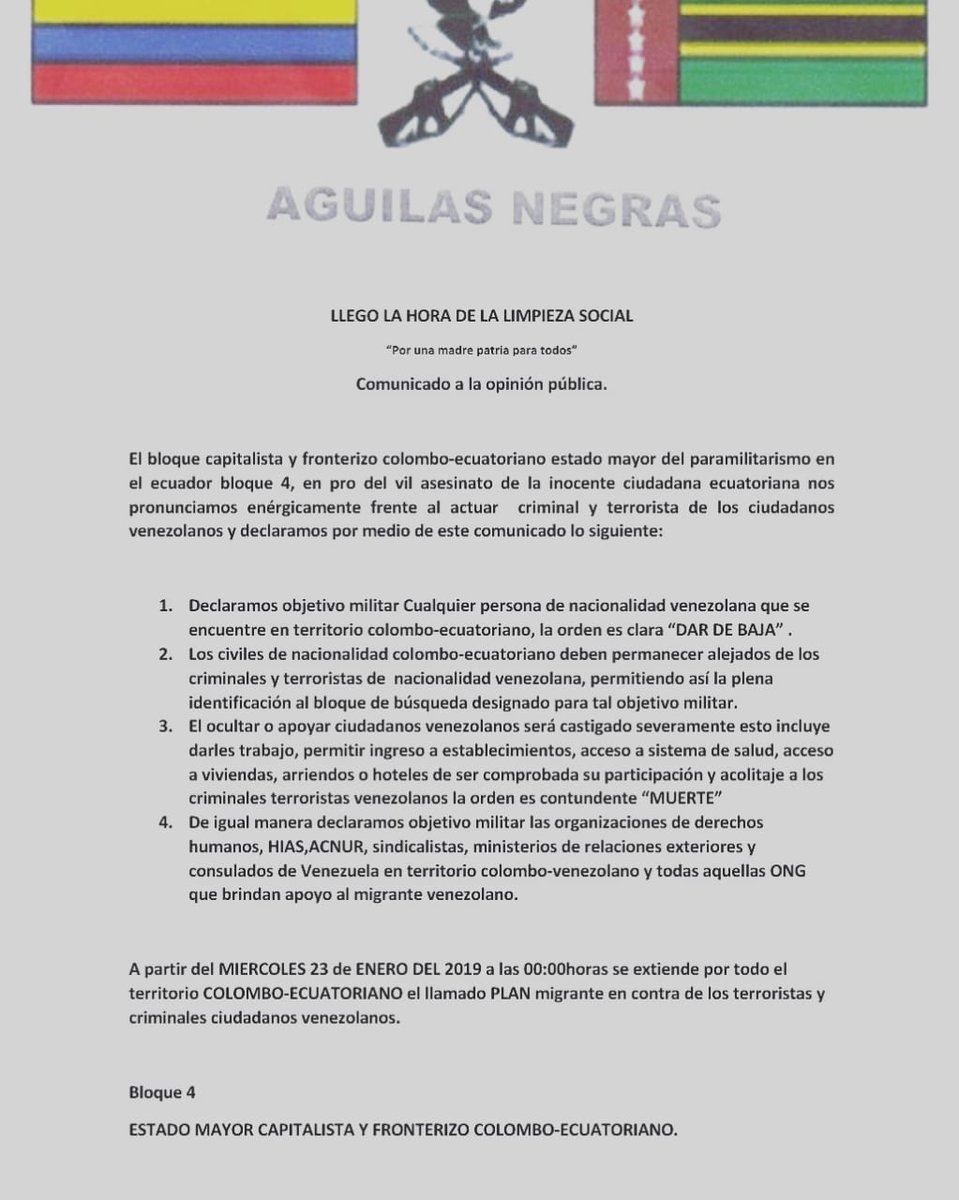 AGUILAS NEGRAS
LLEGO LA HORA DE LA LIMPIEZA SOCIAL
“Por una madre patria para todos”
Comunicado a la opinión pública.
El bloque capitalista y fronterizo colombo-ecuatoriano estado mayor del paramilitarismo en
el ecuador bloque 4, en pro del vil asesinato de la inocente ciudadana ecuatoriana nos
pronunciamos enérgicamente frente al actuar criminal y terrorista de los ciudadanos
venezolanos y declaramos por medio de este comunicado lo siguiente:
1. Declaramos objetivo militar Cualquier persona de nacionalidad venezolana que se
encuentre en territorio colombo-ecuatoriano, la orden es clara “DAR DE BAJA” .
2. Los civiles de nacionalidad colombo-ecuatoriano deben permanecer alejados de los
criminales y terroristas de nacionalidad venezolana, permitiendo así la plena
identificación al bloque de búsqueda designado para tal objetivo militar.
3. El ocultar o apoyar ciudadanos venezolanos será castigado severamente esto incluye
darles trabajo, permitir ingreso a establecimientos, acceso a sistema de salud, acceso
a viviendas, arriendos o hoteles de ser comprobada su participación y acolitaje a los
criminales terroristas venezolanos la orden es contundente “MUERTE”
4. De igual manera declaramos objetivo militar las organizaciones de derechos
humanos, HIAS,ACNUR, sindicalistas, ministerios de relaciones exteriores y
consulados de Venezuela en territorio colombo-venezolano y todas aquellas ONG
que brindan apoyo al migrante venezolano.
A partir del MIERCOLES 23 de ENERO DEL 2019 a las 00:00horas se extiende por todo el
territorio COLOMBO-ECUATORIANO el llamado PLAN migrante en contra de los terroristas y
criminales ciudadanos venezolanos.
Bloque 4
ESTADO MAYOR CAPITALISTA Y FRONTERIZO COLOMBO-ECUATORIANO.